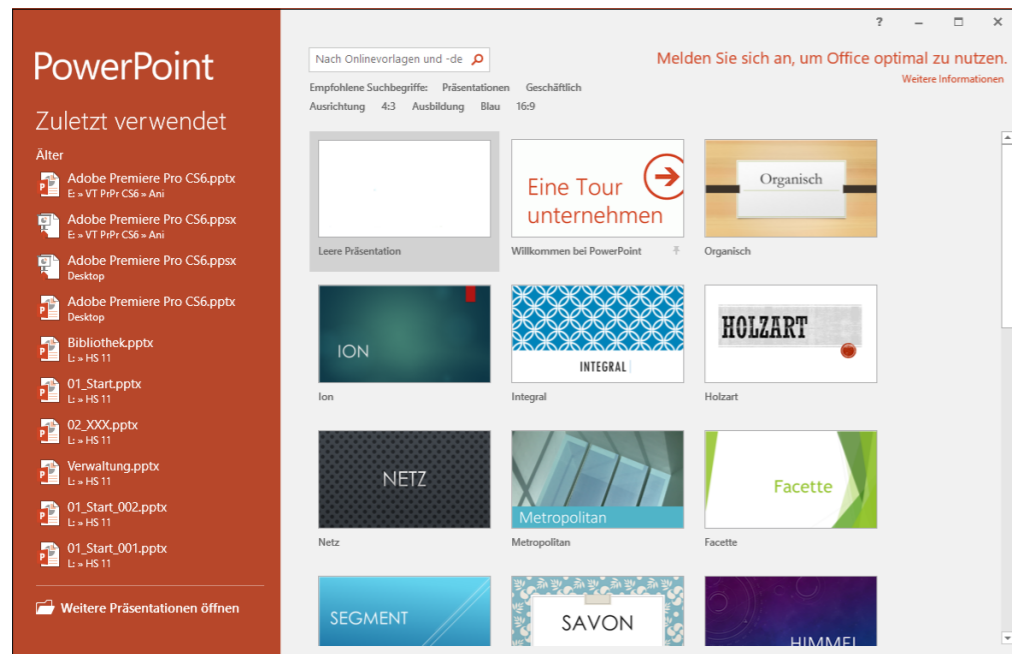 ?
PowerPoint
Zuletzt verwendet
Älter
Adobe Premiere Pro CS6.pptx
E: » VT PrPr CS6 » Ani
Adobe Premiere Pro CS6.ppsx
E: » VT PrPr CS6 » Ani
Adobe Premiere Pro CS6.ppsx
Desktop
Adobe Premiere Pro CS6.pptx
Desktop
Bibliothek.pptx
L: » HS 11
01_Start.pptx
L: » HS 11
02_XXX.pptx
L: » HS 11
Verwaltung.pptx
L: » HS 11
01_Start_002.pptx
L: » HS 11
01_Start_001.pptx
L: » HS 11
Weitere Präsentationen öffnen
Nach Onlinevorlagen und -de
Melden Sie sich an, um Office optimal zu nutzen.
Weitere Informationen
Empfohlene Suchbegriffe: Präsentationen Geschäftlich
Ausrichtung 4:3 Ausbildung Blau 16:9
Leere Präsentation
Eine Tour
unternehmen
Willkommen bei PowerPoint
Organisch
Organisch
ION
Ion
INTEGRAL
Integral
HOLZART
Holzart
NETZ
Netz
Metropolitan
Metropolitan
Facette
Facette
SEGMENT
SAVON
HIMMEL